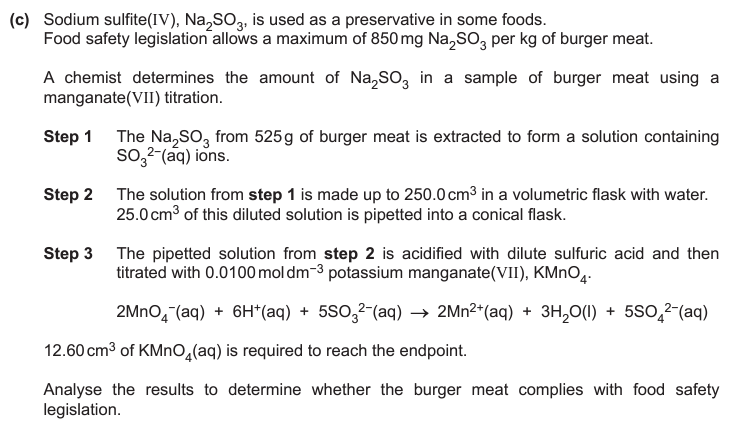 (c) Sodium sulfite(IV), Na₂SO₃, is used as a preservative in some foods.
Food safety legislation allows a maximum of 850 mg Na₂SO₃ per kg of burger meat.
A chemist determines the amount of Na₂SO₃ in a sample of burger meat using a
manganate(VII) titration.
Step 1 The Na₂SO₃ from 525 g of burger meat is extracted to form a solution containing
SO₃²⁻(aq) ions.
Step 2 The solution from step 1 is made up to 250.0 cm³ in a volumetric flask with water.
25.0 cm³ of this diluted solution is pipetted into a conical flask.
Step 3 The pipetted solution from step 2 is acidified with dilute sulfuric acid and then
titrated with 0.0100 mol dm⁻³ potassium manganate(VII), KMnO₄.
2MnO₄⁻(aq) + 6H⁺(aq) + 5SO₃²⁻(aq) → 2Mn²⁺(aq) + 3H₂O(l) + 5SO₄²⁻(aq)
12.60 cm³ of KMnO₄(aq) is required to reach the endpoint.
Analyse the results to determine whether the burger meat complies with food safety
legislation.